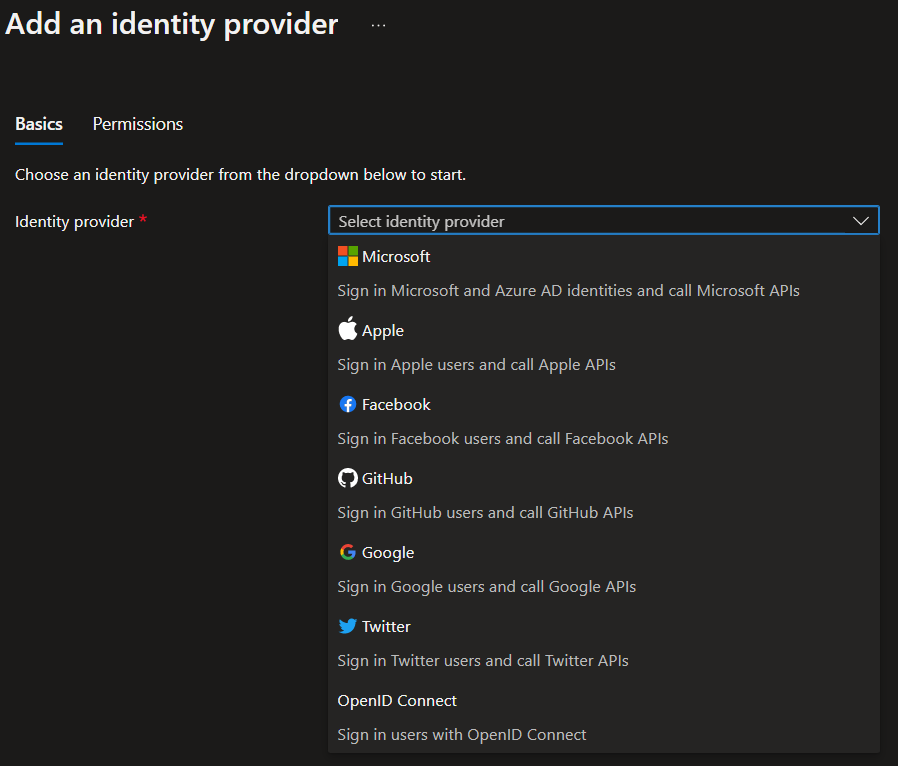 Add an identity provider ...
Basics Permissions
Choose an identity provider from the dropdown below to start.
Identity provider * Select identity provider
Microsoft
Sign in Microsoft and Azure AD identities and call Microsoft APIs
Apple
Sign in Apple users and call Apple APIs
Facebook
Sign in Facebook users and call Facebook APIs
GitHub
Sign in GitHub users and call GitHub APIs
Google
Sign in Google users and call Google APIs
Twitter
Sign in Twitter users and call Twitter APIs
OpenID Connect
Sign in users with OpenID Connect